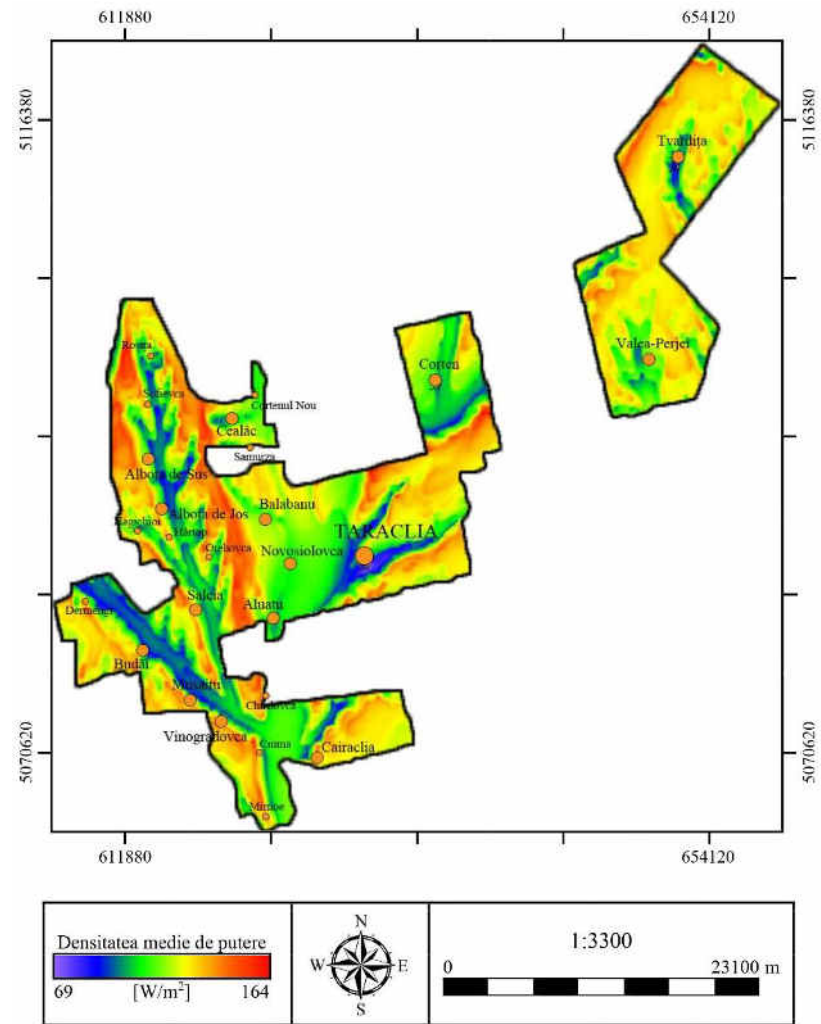 611880 654120
5116380 5116380
Tvardița
Valea-Perjei
Corten
Cortenul Nou
Cealâc
Samurza
Albota de Sus
Balabanu
Albota de Jos
Hârtop
TARACLIA
Novosiolovca
Salcia
Aluatu
Dermengi
Budăi
Musaitu
Vinogradovca
Cairaclia
Mirnoe
5070620 5070620
611880 654120
Densitatea medie de putere
69 [W/m²] 164
N
W E
S
1:3300
0 23100 m